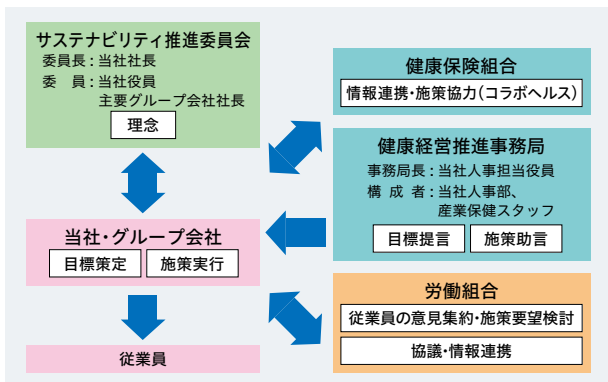 サステナビリティ推進委員会
委員長：当社社長
委　員：当社役員
主要グループ会社社長
理念
当社・グループ会社
目標策定
施策実行
従業員
健康保険組合
情報連携・施策協力(コラボヘルス)
健康経営推進事務局
事務局長：当社人事担当役員
構 成 者：当社人事部、
産業保健スタッフ
目標提言
施策助言
労働組合
従業員の意見集約・施策要望検討
協議・情報連携